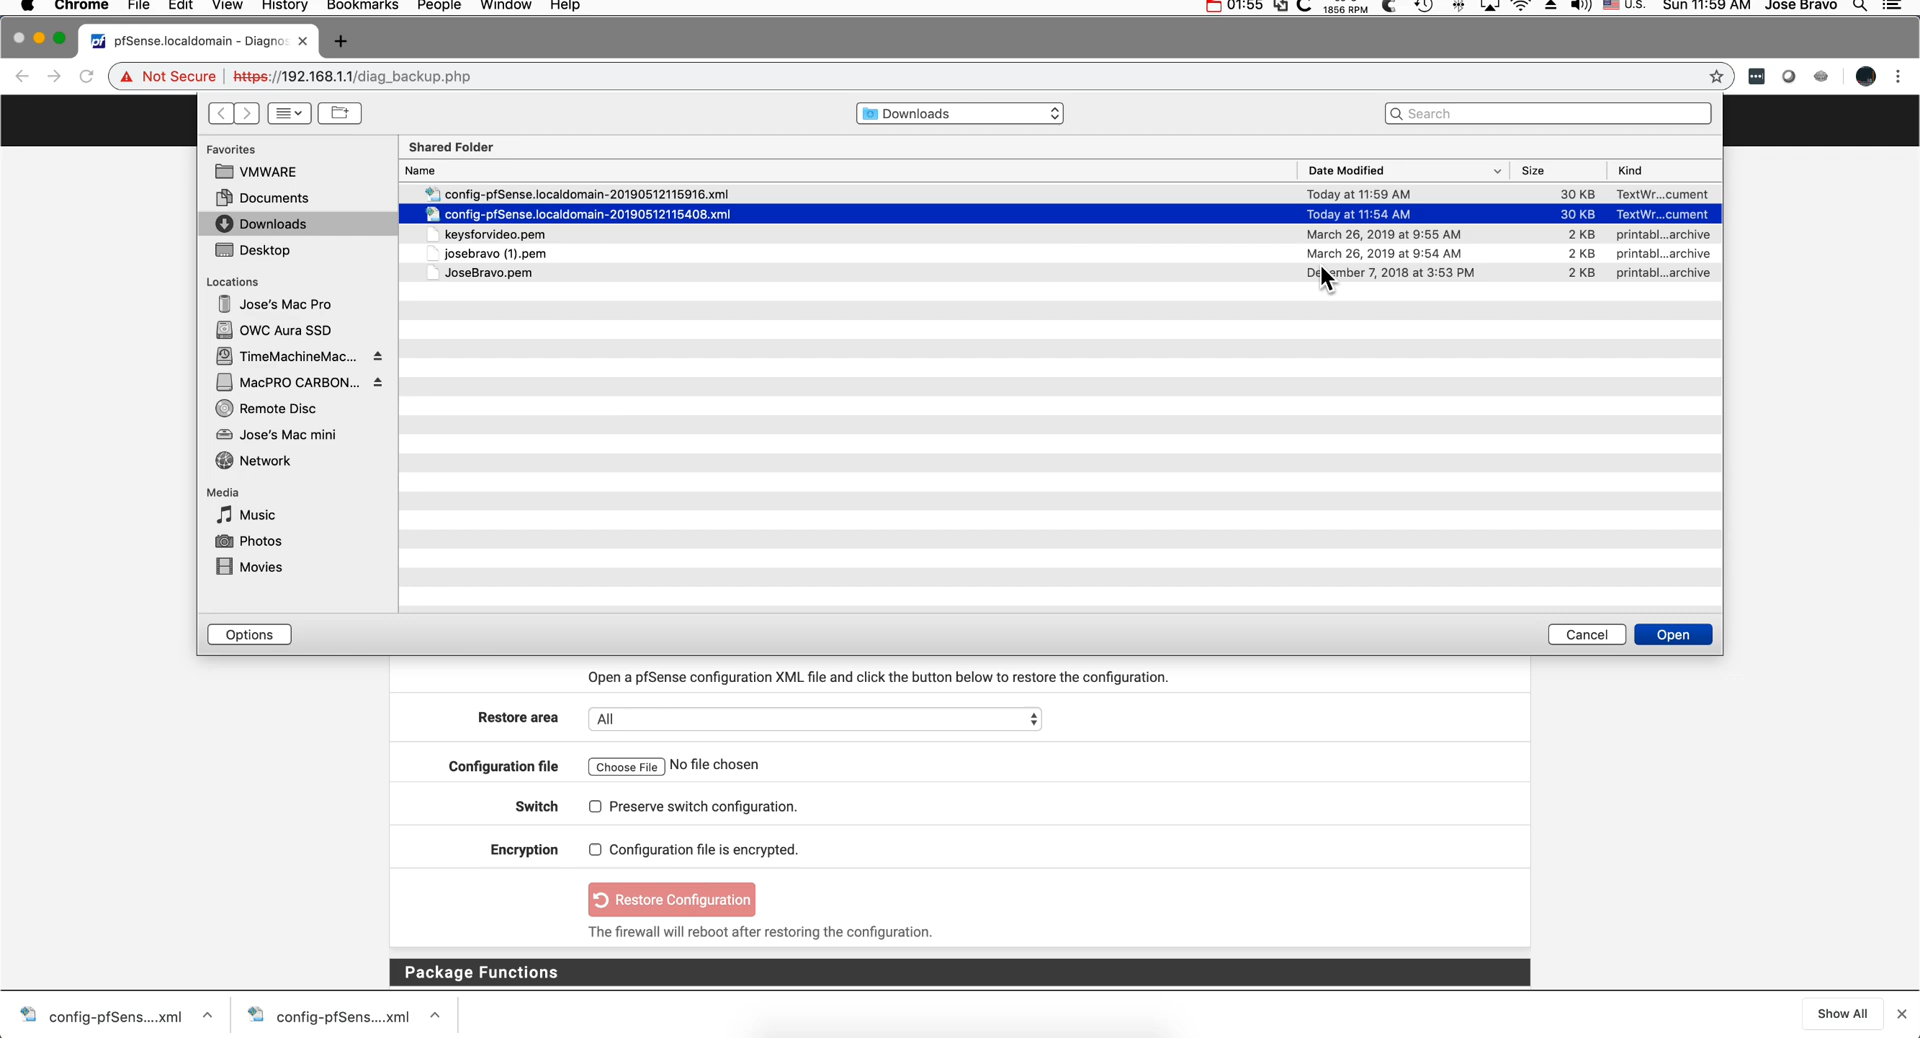 Chrome File Edit View History Bookmarks People Window Help 01:55 1856 RPM U.S. Sun 11:59 AM Jose Bravo
pfSense.localdomain - Diagnos
Not Secure https://192.168.1.1/diag_backup.php
Downloads
Search
Favorites
VMWARE
Documents
Downloads
Desktop
Locations
Jose's Mac Pro
OWC Aura SSD
TimeMachineMac...
MacPRO CARBON...
Remote Disc
Jose's Mac mini
Network
Media
Music
Photos
Movies
Shared Folder
Name Date Modified Size Kind
config-pfSense.localdomain-20190512115916.xml Today at 11:59 AM 30 KB TextWr...cument
config-pfSense.localdomain-20190512115408.xml Today at 11:54 AM 30 KB TextWr...cument
keysforvideo.pem March 26, 2019 at 9:55 AM 2 KB printabl...archive
josebravo (1).pem March 26, 2019 at 9:54 AM 2 KB printabl...archive
JoseBravo.pem December 7, 2018 at 3:53 PM 2 KB printabl...archive
Options Cancel Open
Open a pfSense configuration XML file and click the button below to restore the configuration.
Restore area All
Configuration file Choose File No file chosen
Switch Preserve switch configuration.
Encryption Configuration file is encrypted.
Restore Configuration
The firewall will reboot after restoring the configuration.
Package Functions
config-pfSens....xml config-pfSens....xml Show All